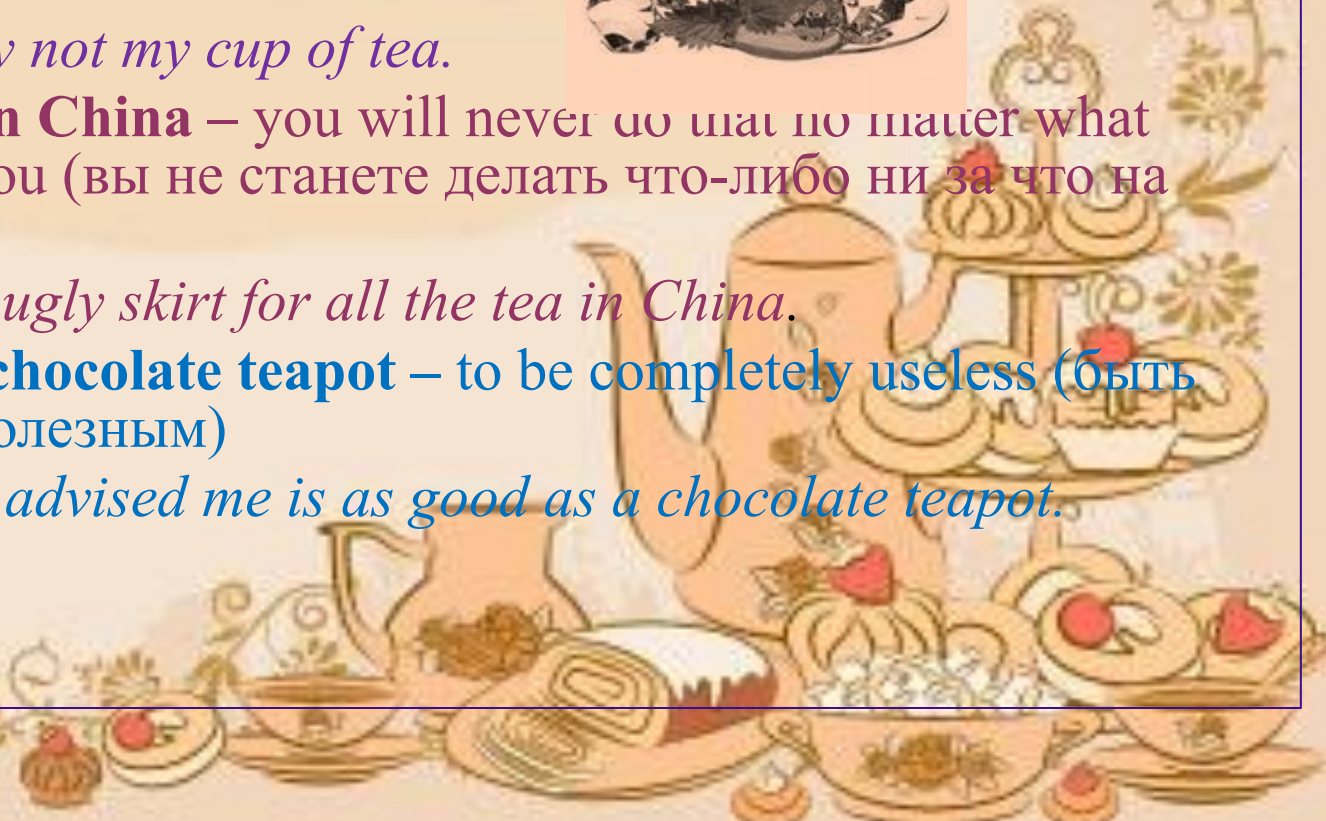 not my cup of tea.
China – you will never do that no matter what
(вы не станете делать что-либо ни за что на
ugly skirt for all the tea in China.
chocolate teapot – to be completely useless (быть
олезным)
advised me is as good as a chocolate teapot.